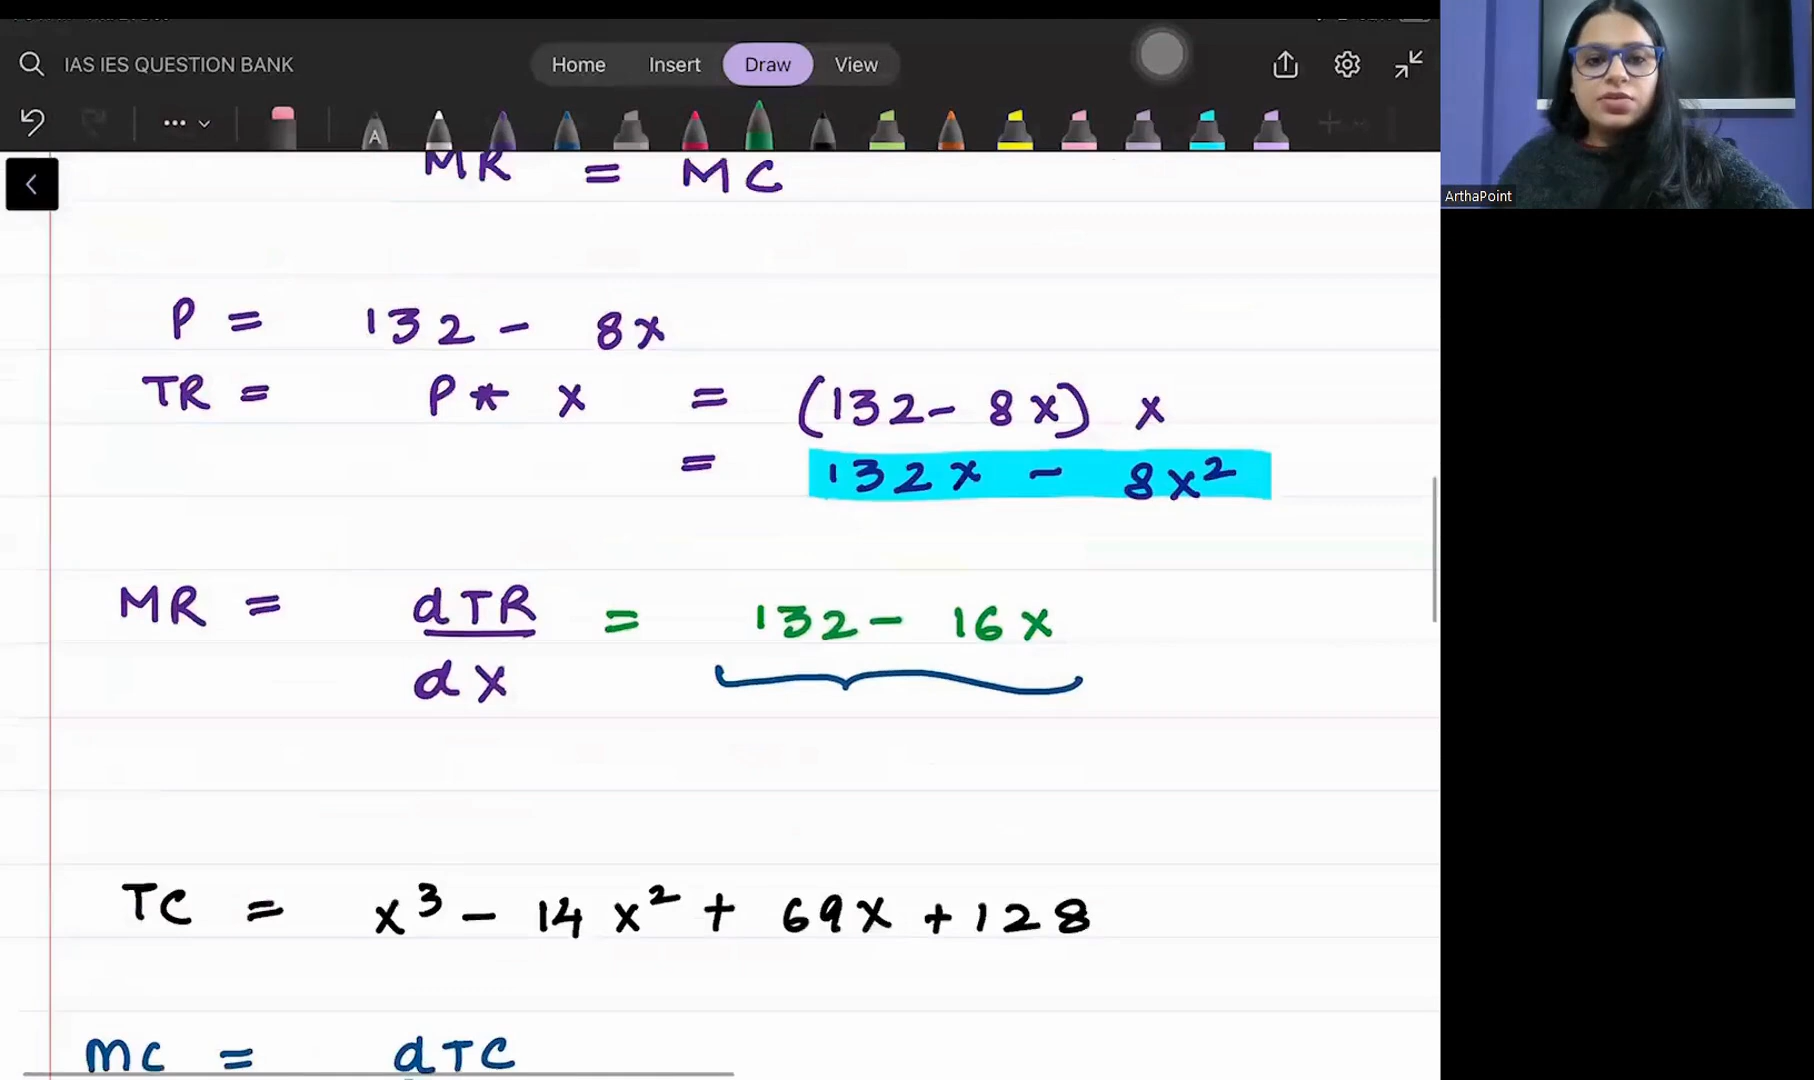 IAS IES QUESTION BANK
Home Insert Draw View
A
ArthaPoint
MR = MC
P = 132 - 8x
TR = P * x = (132 - 8x) x
= 132x - 8x²
MR = dTR = 132 - 16x
dx
TC = x³ - 14x² + 69x + 128
MC = dTC